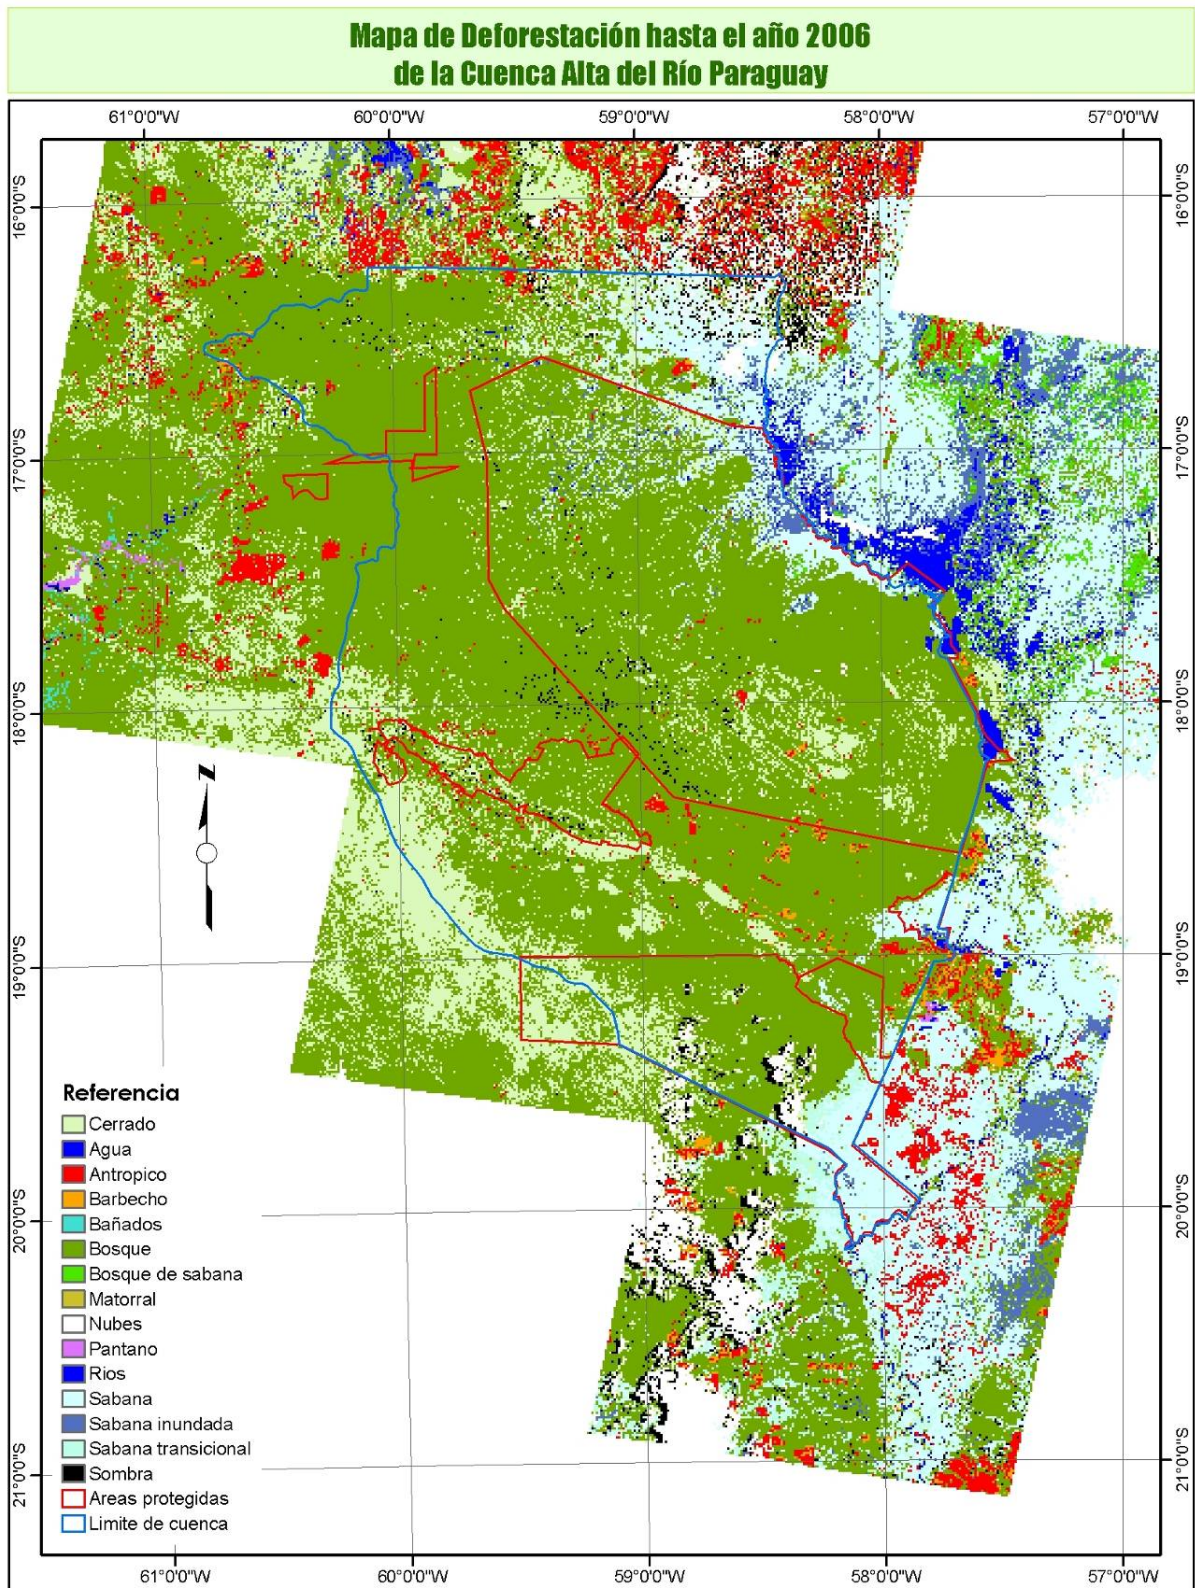 Mapa de Deforestación hasta el año 2006
de la Cuenca Alta del Río Paraguay
61°0'0"W 60°0'0"W 59°0'0"W 58°0'0"W 57°0'0"W
16°0'0"S 16°0'0"S
17°0'0"S 17°0'0"S
18°0'0"S 18°0'0"S
N
19°0'0"S 19°0'0"S
Referencia
Cerrado
Agua
Antropico
Barbecho
Bañados
20°0'0"S 20°0'0"S
Bosque
Bosque de sabana
Matorral
Nubes
Pantano
Rios
Sabana
Sabana inundada
Sabana transicional
21°0'0"S 21°0'0"S
Sombra
Areas protegidas
Limite de cuenca
61°0'0"W 60°0'0"W 59°0'0"W 58°0'0"W 57°0'0"W